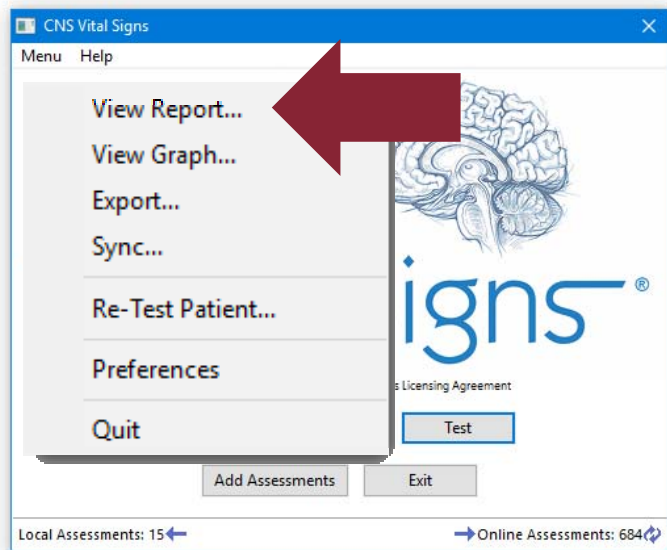 CNS Vital Signs
Menu Help
View Report...
View Graph...
Export...
Sync...
Re-Test Patient...
Preferences
Quit
igns®
s Licensing Agreement
Test
Add Assessments Exit
Local Assessments: 15 Online Assessments: 684